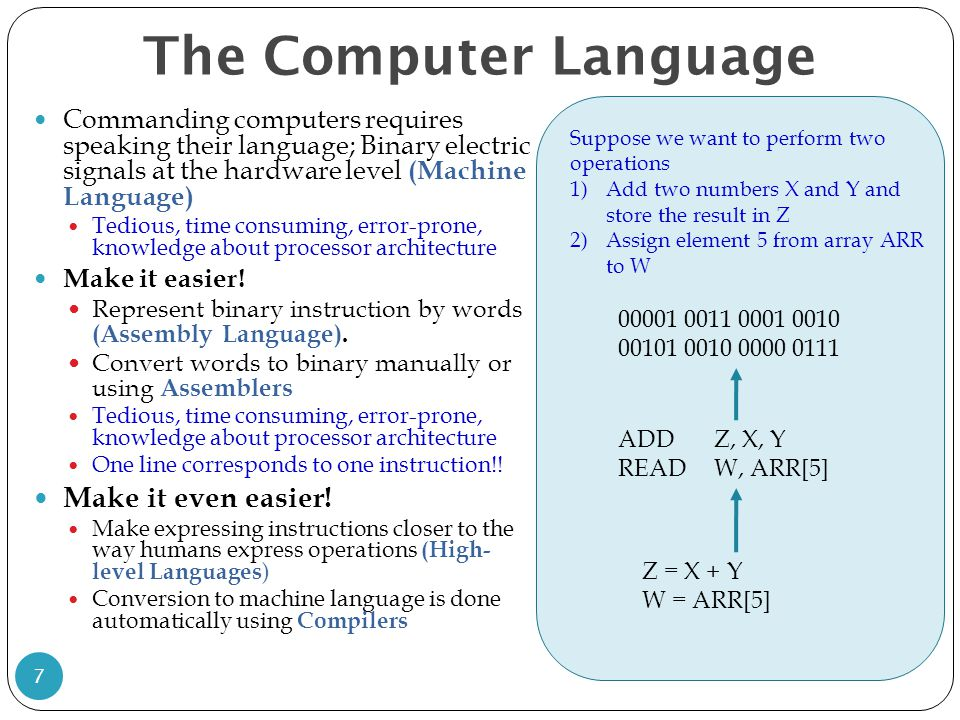 The Computer Language
Commanding computers requires
speaking their language; Binary electric
signals at the hardware level (Machine
Language)
Tedious, time consuming, error-prone,
knowledge about processor architecture
Make it easier!
Represent binary instruction by words
(Assembly Language).
Convert words to binary manually or
using Assemblers
Tedious, time consuming, error-prone,
knowledge about processor architecture
One line corresponds to one instruction!!
Make it even easier!
Make expressing instructions closer to the
way humans express operations (High-
level Languages)
Conversion to machine language is done
automatically using Compilers
Suppose we want to perform two
operations
1) Add two numbers X and Y and
store the result in Z
2) Assign element 5 from array ARR
to W
00001 0011 0001 0010
00101 0010 0000 0111
ADD Z, X, Y
READ W, ARR[5]
Z = X + Y
W = ARR[5]
7